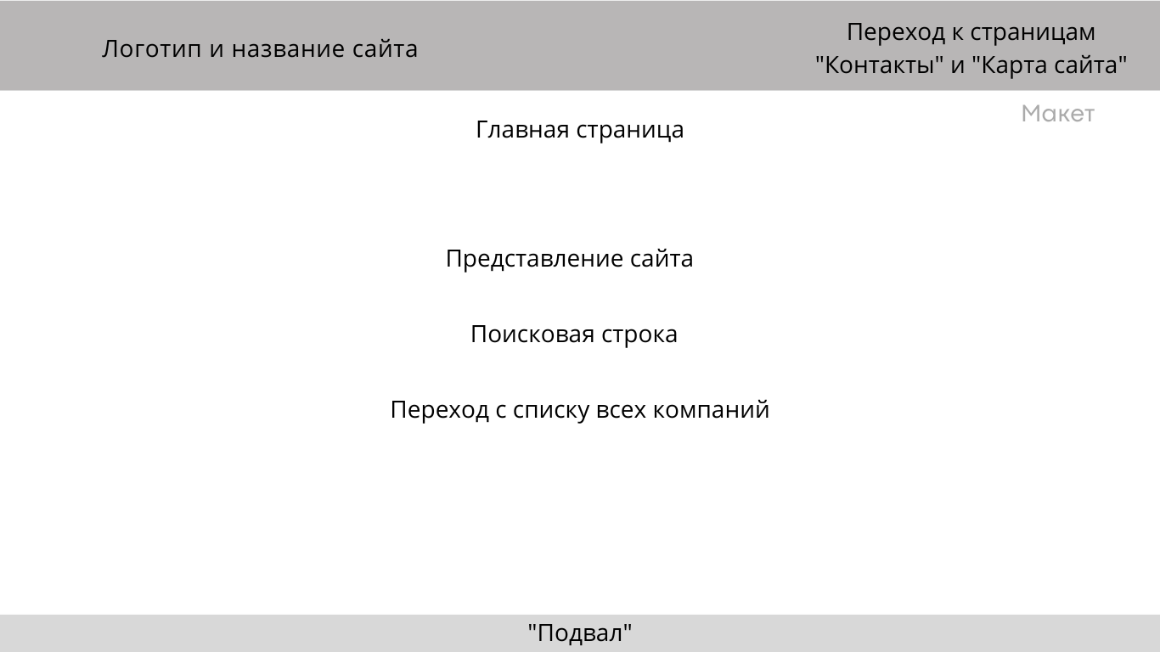 Логотип и название сайта
Переход к страницам
"Контакты" и "Карта сайта"
Макет
Главная страница
Представление сайта
Поисковая строка
Переход с списку всех компаний
"Подвал"